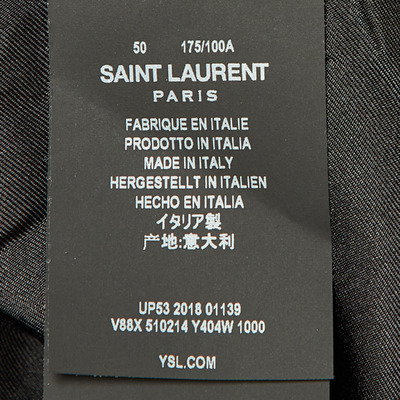 50 175/100A
SAINT LAURENT
PARIS
FABRIQUE EN ITALIE
PRODOTTO IN ITALIA
MADE IN ITALY
HERGESTELLT IN ITALIEN
HECHO EN ITALIA
イタリア製
产地:意大利
UP53 2018 01139
V88X 510214 Y404W 1000
YSL.COM